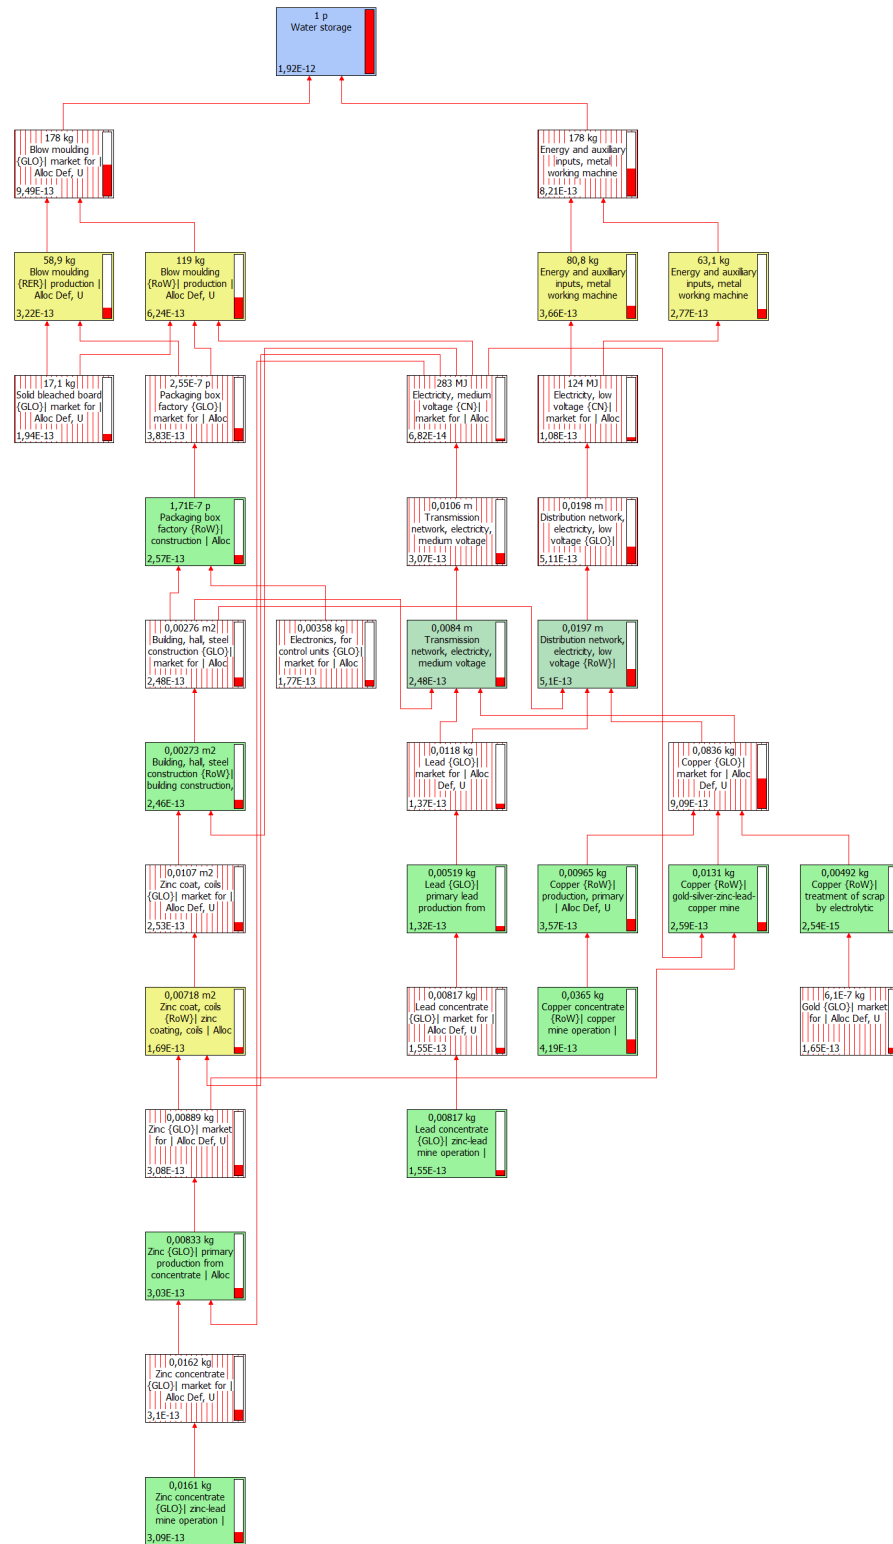 1 p
Water storage
1,92E-12
178 kg
Blow moulding
{GLO}| market for |
Alloc Def, U
9,49E-13
178 kg
Energy and auxiliary
inputs, metal
working machine
8,21E-13
58,9 kg
Blow moulding
{RER}| production |
Alloc Def, U
3,22E-13
119 kg
Blow moulding
{RoW}| production |
Alloc Def, U
6,24E-13
80,8 kg
Energy and auxiliary
inputs, metal
working machine
3,66E-13
63,1 kg
Energy and auxiliary
inputs, metal
working machine
2,77E-13
17,1 kg
Solid bleached board
{GLO}| market for |
Alloc Def, U
1,94E-13
2,55E-7 p
Packaging box
factory {GLO}|
market for | Alloc
3,83E-13
283 MJ
Electricity, medium
voltage {CN}|
market for | Alloc
6,82E-14
124 MJ
Electricity, low
voltage {CN}|
market for | Alloc
1,08E-13
1,71E-7 p
Packaging box
factory {RoW}|
construction | Alloc
2,57E-13
0,0106 m
Transmission
network, electricity,
medium voltage
3,07E-13
0,0198 m
Distribution network,
electricity, low
voltage {GLO}|
5,11E-13
0,00276 m2
Building, hall, steel
construction {GLO}|
market for | Alloc
2,48E-13
0,00358 kg
Electronics, for
control units {GLO}|
market for | Alloc
1,77E-13
0,0084 m
Transmission
network, electricity,
medium voltage
2,48E-13
0,0197 m
Distribution network,
electricity, low
voltage {RoW}|
5,1E-13
0,00273 m2
Building, hall, steel
construction {RoW}|
building construction,
2,46E-13
0,0118 kg
Lead {GLO}|
market for | Alloc
Def, U
1,37E-13
0,0836 kg
Copper {GLO}|
market for | Alloc
Def, U
9,09E-13
0,0107 m2
Zinc coat, coils
{GLO}| market for |
Alloc Def, U
2,53E-13
0,00519 kg
Lead {GLO}|
primary lead
production from
1,32E-13
0,00965 kg
Copper {RoW}|
production, primary
| Alloc Def, U
3,57E-13
0,0131 kg
Copper {RoW}|
gold-silver-zinc-lead-
copper mine
2,59E-13
0,00492 kg
Copper {RoW}|
treatment of scrap
by electrolytic
2,54E-15
0,00718 m2
Zinc coat, coils
{RoW}| zinc
coating, coils | Alloc
1,69E-13
0,00817 kg
Lead concentrate
{GLO}| market for |
Alloc Def, U
1,55E-13
0,0365 kg
Copper concentrate
{RoW}| copper
mine operation |
4,19E-13
6,1E-7 kg
Gold {GLO}| market
for | Alloc Def, U
1,65E-13
0,00889 kg
Zinc {GLO}| market
for | Alloc Def, U
3,08E-13
0,00817 kg
Lead concentrate
{GLO}| zinc-lead
mine operation |
1,55E-13
0,00833 kg
Zinc {GLO}| primary
production from
concentrate | Alloc
3,03E-13
0,0162 kg
Zinc concentrate
{GLO}| market for |
Alloc Def, U
3,1E-13
0,0161 kg
Zinc concentrate
{GLO}| zinc-lead
mine operation |
3,09E-13